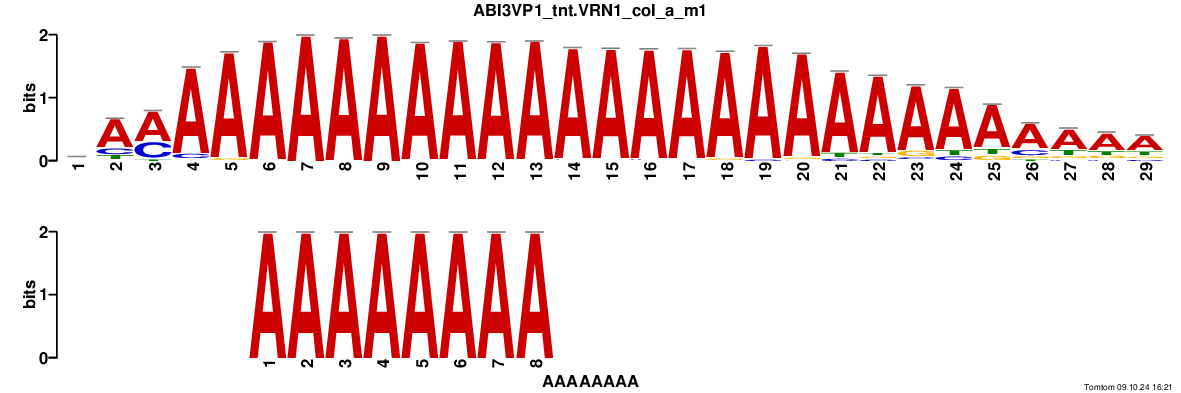 ABI3VP1_tnt.VRN1_col_a_m1
2
1
0
bits
AAAAAAAAAAAAAAAAAAAAAAAAAAAA
1 2 3 4 5 6 7 8 9 10 11 12 13 14 15 16 17 18 19 20 21 22 23 24 25 26 27 28 29
2
1
0
bits
AAAAAAAA
1 2 3 4 5 6 7 8
AAAAAAAA
Tomtom 09.10.24 16:21